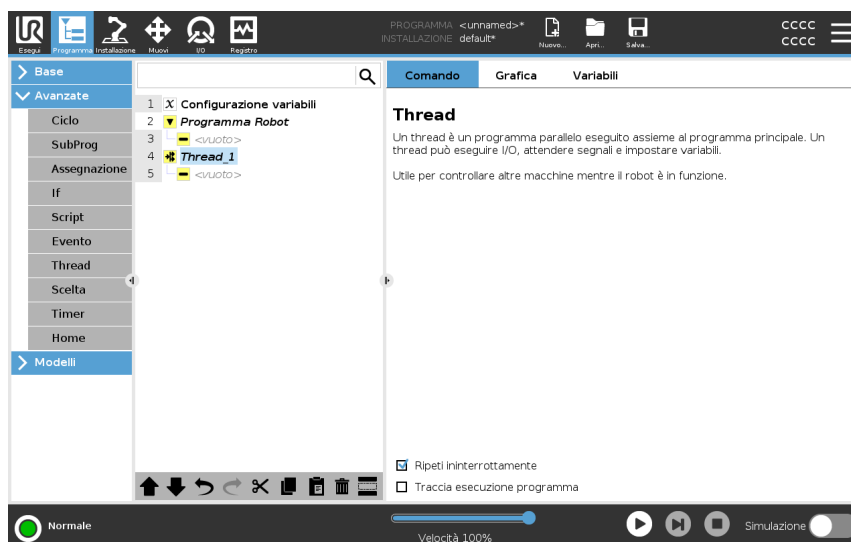 UR
PROGRAMMA <unnamed>*
INSTALLAZIONE default*
Esegui Programma Installazione Muovi I/O Registro
Nuovo... Apri... Salva...
CCCC
CCCC
Base
Avanzate
Ciclo
SubProg
Assegnazione
If
Script
Evento
Thread
Scelta
Timer
Home
Modelli
1 X Configurazione variabili
2 Programma Robot
3 <vuoto>
4 Thread_1
5 <vuoto>
Comando Grafica Variabili
Thread
Un thread è un programma parallelo eseguito assieme al programma principale. Un
thread può eseguire I/O, attendere segnali e impostare variabili.
Utile per controllare altre macchine mentre il robot è in funzione.
Ripeti ininterrottamente
Traccia esecuzione programma
Normale
Velocità 100%
Simulazione